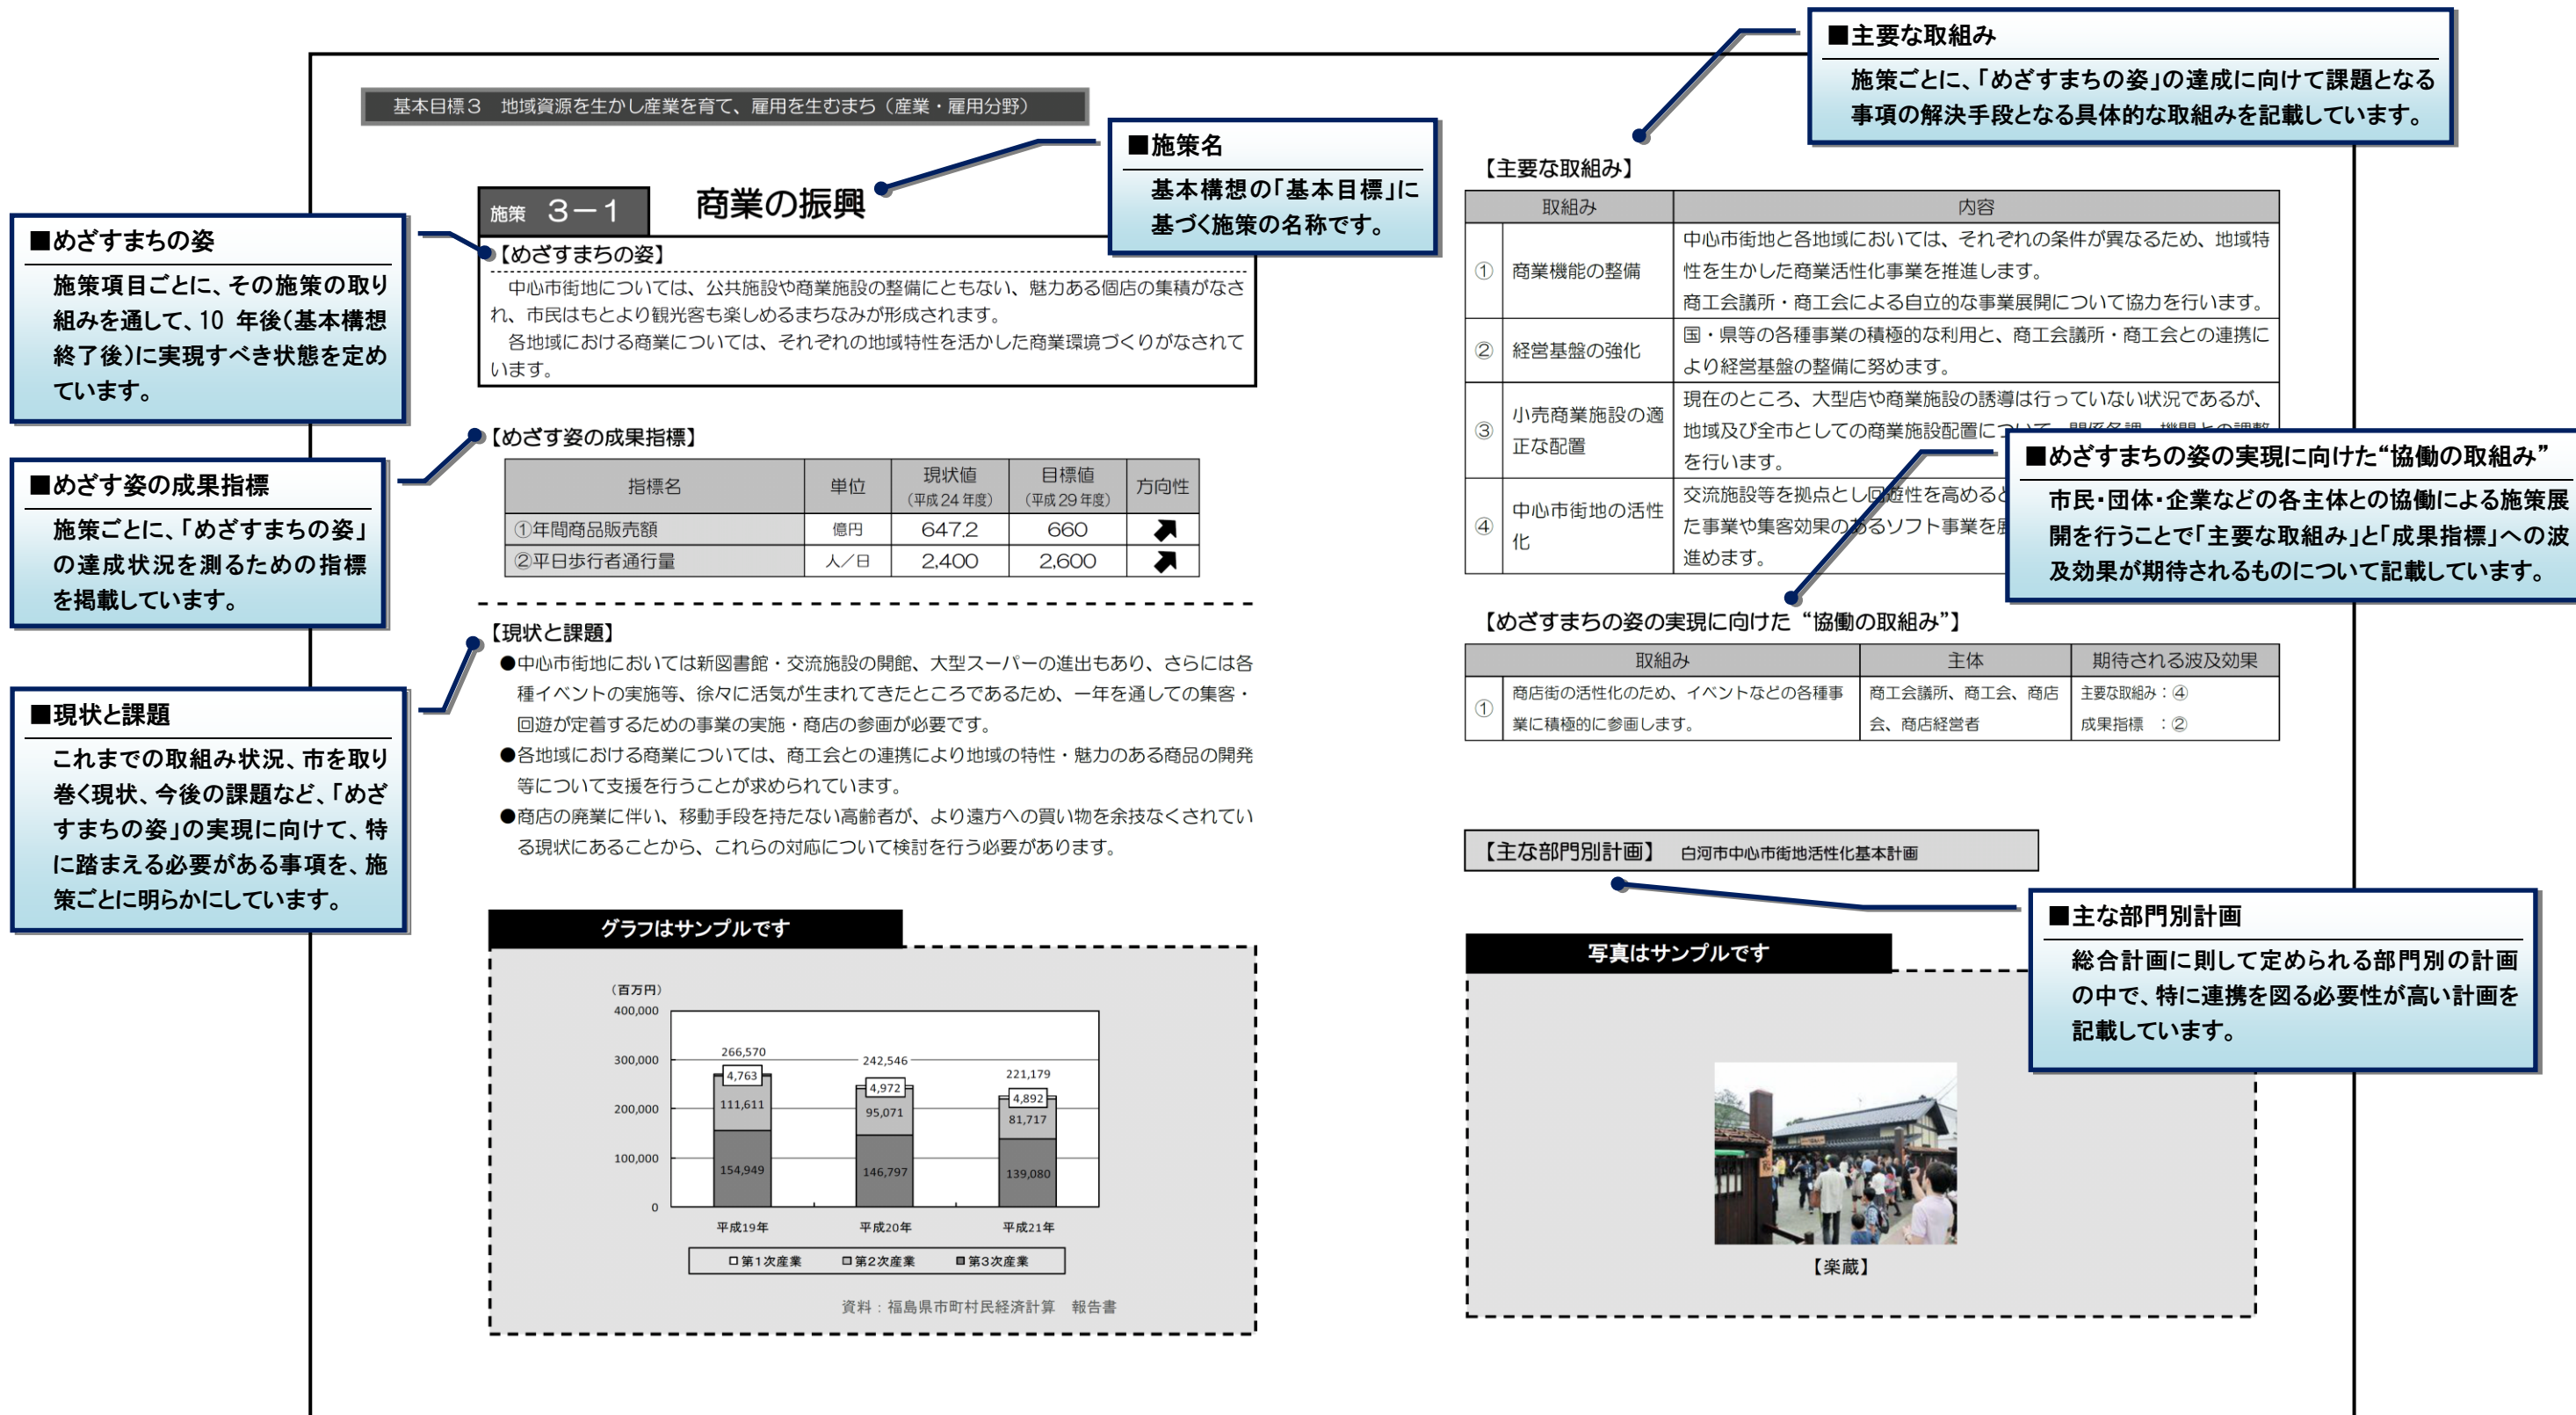 基本目標3　地域資源を生かし産業を育て、雇用を生むまち（産業・雇用分野）
施策　3－1　商業の振興
■施策名
基本構想の「基本目標」に
基づく施策の名称です。
■めざすまちの姿
施策項目ごとに、その施策の取り
組みを通して、10 年後（基本構想
終了後）に実現すべき状態を定め
ています。
【めざすまちの姿】
中心市街地については、公共施設や商業施設の整備にともない、魅力ある個店の集積がなさ
れ、市民はもとより観光客も楽しめるまちなみが形成されます。
各地域における商業については、それぞれの地域特性を活かした商業環境づくりがなされて
います。
■めざす姿の成果指標
施策ごとに、「めざすまちの姿」
の達成状況を測るための指標
を掲載しています。
【めざす姿の成果指標】
指標名　単位　現状値（平成24年度）　目標値（平成29年度）　方向性
①年間商品販売額　億円　647.2　660
②平日歩行者通行量　人／日　2,400　2,600
■現状と課題
これまでの取組み状況、市を取り
巻く現状、今後の課題など、「めざ
すまちの姿」の実現に向けて、特
に踏まえる必要がある事項を、施
策ごとに明らかにしています。
【現状と課題】
●中心市街地においては新図書館・交流施設の開館、大型スーパーの進出もあり、さらには各
種イベントの実施等、徐々に活気が生まれてきたところであるため、一年を通しての集客・
回遊が定着するための事業の実施・商店の参画が必要です。
●各地域における商業については、商工会との連携により地域の特性・魅力のある商品の開発
等について支援を行うことが求められています。
●商店の廃業に伴い、移動手段を持たない高齢者が、より遠方への買い物を余技なくされてい
る現状にあることから、これらの対応について検討を行う必要があります。
グラフはサンプルです
（百万円）
400,000
300,000
200,000
100,000
0
266,570　242,546　221,179
4,763　4,972　4,892
111,611　95,071　81,717
154,949　146,797　139,080
平成19年　平成20年　平成21年
□第1次産業　□第2次産業　■第3次産業
資料：福島県市町村民経済計算　報告書
■主要な取組み
施策ごとに、「めざすまちの姿」の達成に向けて課題となる
事項の解決手段となる具体的な取組みを記載しています。
【主要な取組み】
取組み　内容
①　商業機能の整備
中心市街地と各地域においては、それぞれの条件が異なるため、地域特
性を生かした商業活性化事業を推進します。
商工会議所・商工会による自立的な事業展開について協力を行います。
②　経営基盤の強化
国・県等の各種事業の積極的な利用と、商工会議所・商工会との連携に
より経営基盤の整備に努めます。
③　小売商業施設の適
正な配置
現在のところ、大型店や商業施設の誘導は行っていない状況であるが、
地域及び全市としての商業施設配置について、関係各課、機関との調整
を行います。
④　中心市街地の活性
化
交流施設等を拠点とし回遊性を高めると
た事業や集客効果のあるソフト事業を展
進めます。
■めざすまちの姿の実現に向けた“協働の取組み”
市民・団体・企業などの各主体との協働による施策展
開を行うことで「主要な取組み」と「成果指標」への波
及効果が期待されるものについて記載しています。
【めざすまちの姿の実現に向けた“協働の取組み”】
取組み　主体　期待される波及効果
①　商店街の活性化のため、イベントなどの各種事　商工会議所、商工会、商店　主要な取組み：④
業に積極的に参画します。　会、商店経営者　成果指標　：②
【主な部門別計画】　白河市中心市街地活性化基本計画
■主な部門別計画
総合計画に則して定められる部門別の計画
の中で、特に連携を図る必要性が高い計画を
記載しています。
写真はサンプルです
【楽蔵】